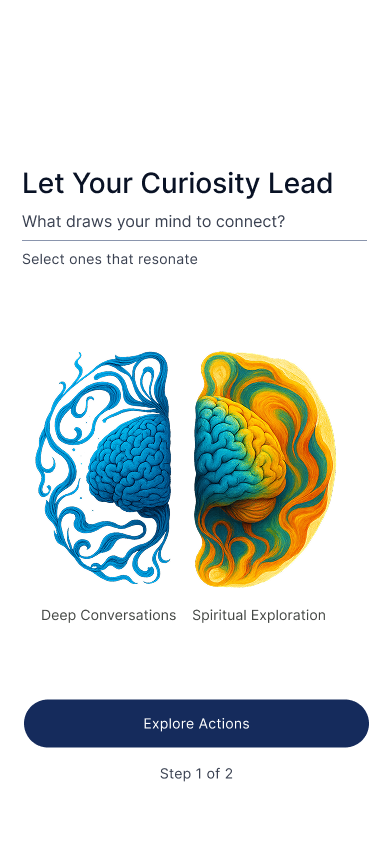 Let Your Curiosity Lead
What draws your mind to connect?
Select ones that resonate
Deep Conversations
Spiritual Exploration
Explore Actions
Step 1 of 2